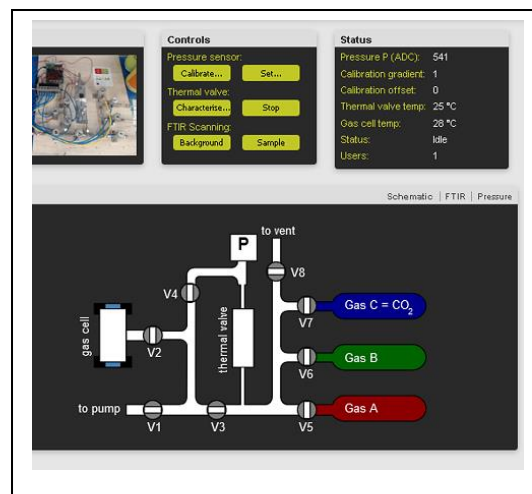 Controls
Pressure sensor:
Calibrate... Set...
Thermal valve:
Characterise... Stop
FTIR Scanning:
Background Sample
Status
Pressure P (ADC): 541
Calibration gradient: 1
Calibration offset: 0
Thermal valve temp: 25 °C
Gas cell temp: 28 °C
Status: Idle
Users: 1
Schematic | FTIR | Pressure
to vent
P
V8
V4
Gas C = CO₂
V7
gas cell
thermal valve
V2
Gas B
V6
to pump
Gas A
V1
V3
V5